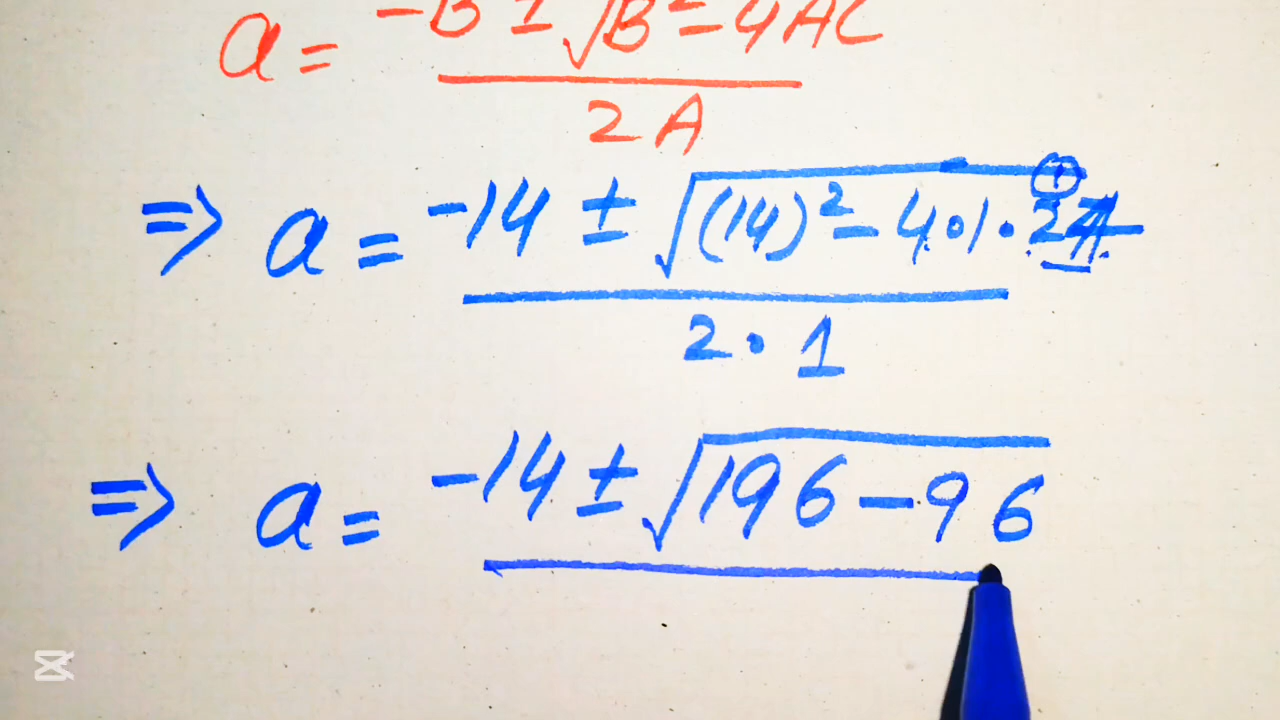 a = -B ± √B² - 4AC
2A
⇒ a = -14 ± √(14)² - 4·1·24
2·1
⇒ a = -14 ± √196 - 96